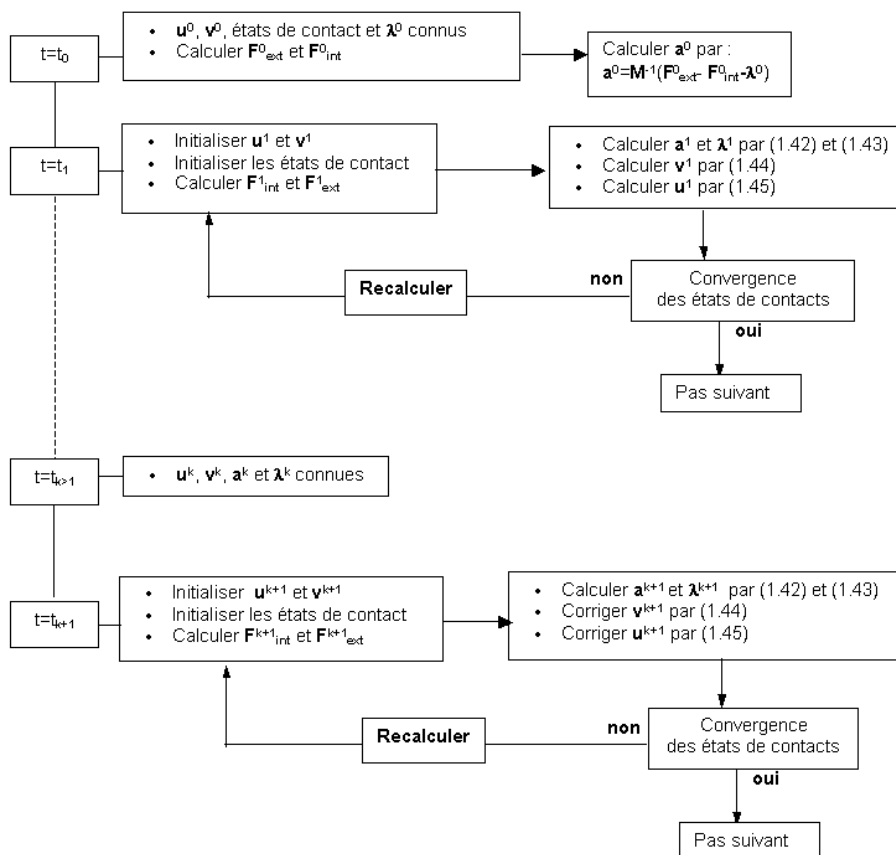 t=t₀
• u⁰, v⁰, états de contact et λ⁰ connus
• Calculer F⁰ext et F⁰int
Calculer a⁰ par :
a⁰=M⁻¹(F⁰ext- F⁰int-λ⁰)
t=t₁
• Initialiser u¹ et v¹
• Initialiser les états de contact
• Calculer F¹int et F¹ext
• Calculer a¹ et λ¹ par (1.42) et (1.43)
• Calculer v¹ par (1.44)
• Calculer u¹ par (1.45)
Recalculer
non
Convergence
des états de contacts
oui
Pas suivant
t=tk>1
• uᵏ, vᵏ, aᵏ et λᵏ connues
t=tk+1
• Initialiser uᵏ⁺¹ et vᵏ⁺¹
• Initialiser les états de contact
• Calculer Fᵏ⁺¹int et Fᵏ⁺¹ext
• Calculer aᵏ⁺¹ et λᵏ⁺¹ par (1.42) et (1.43)
• Corriger vᵏ⁺¹ par (1.44)
• Corriger uᵏ⁺¹ par (1.45)
Recalculer
non
Convergence
des états de contacts
oui
Pas suivant